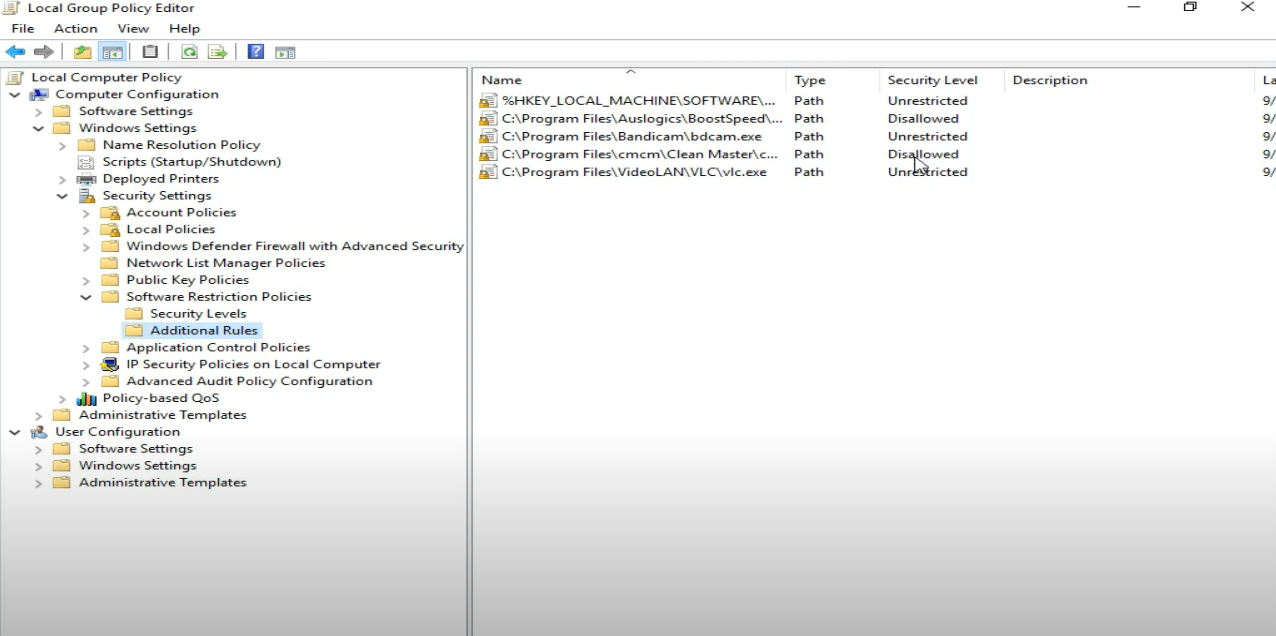 Local Group Policy Editor
File Action View Help
Local Computer Policy
Computer Configuration
Software Settings
Windows Settings
Name Resolution Policy
Scripts (Startup/Shutdown)
Deployed Printers
Security Settings
Account Policies
Local Policies
Windows Defender Firewall with Advanced Security
Network List Manager Policies
Public Key Policies
Software Restriction Policies
Security Levels
Additional Rules
Application Control Policies
IP Security Policies on Local Computer
Advanced Audit Policy Configuration
Policy-based QoS
Administrative Templates
User Configuration
Software Settings
Windows Settings
Administrative Templates
Name Type Security Level Description La
%HKEY_LOCAL_MACHINE\SOFTWARE\... Path Unrestricted 9/
C:\Program Files\Auslogics\BoostSpeed\... Path Disallowed 9/
C:\Program Files\Bandicam\bdcam.exe Path Unrestricted 9/
C:\Program Files\cmcm\Clean Master\c... Path Disallowed 9/
C:\Program Files\VideoLAN\VLC\vlc.exe Path Unrestricted 9/